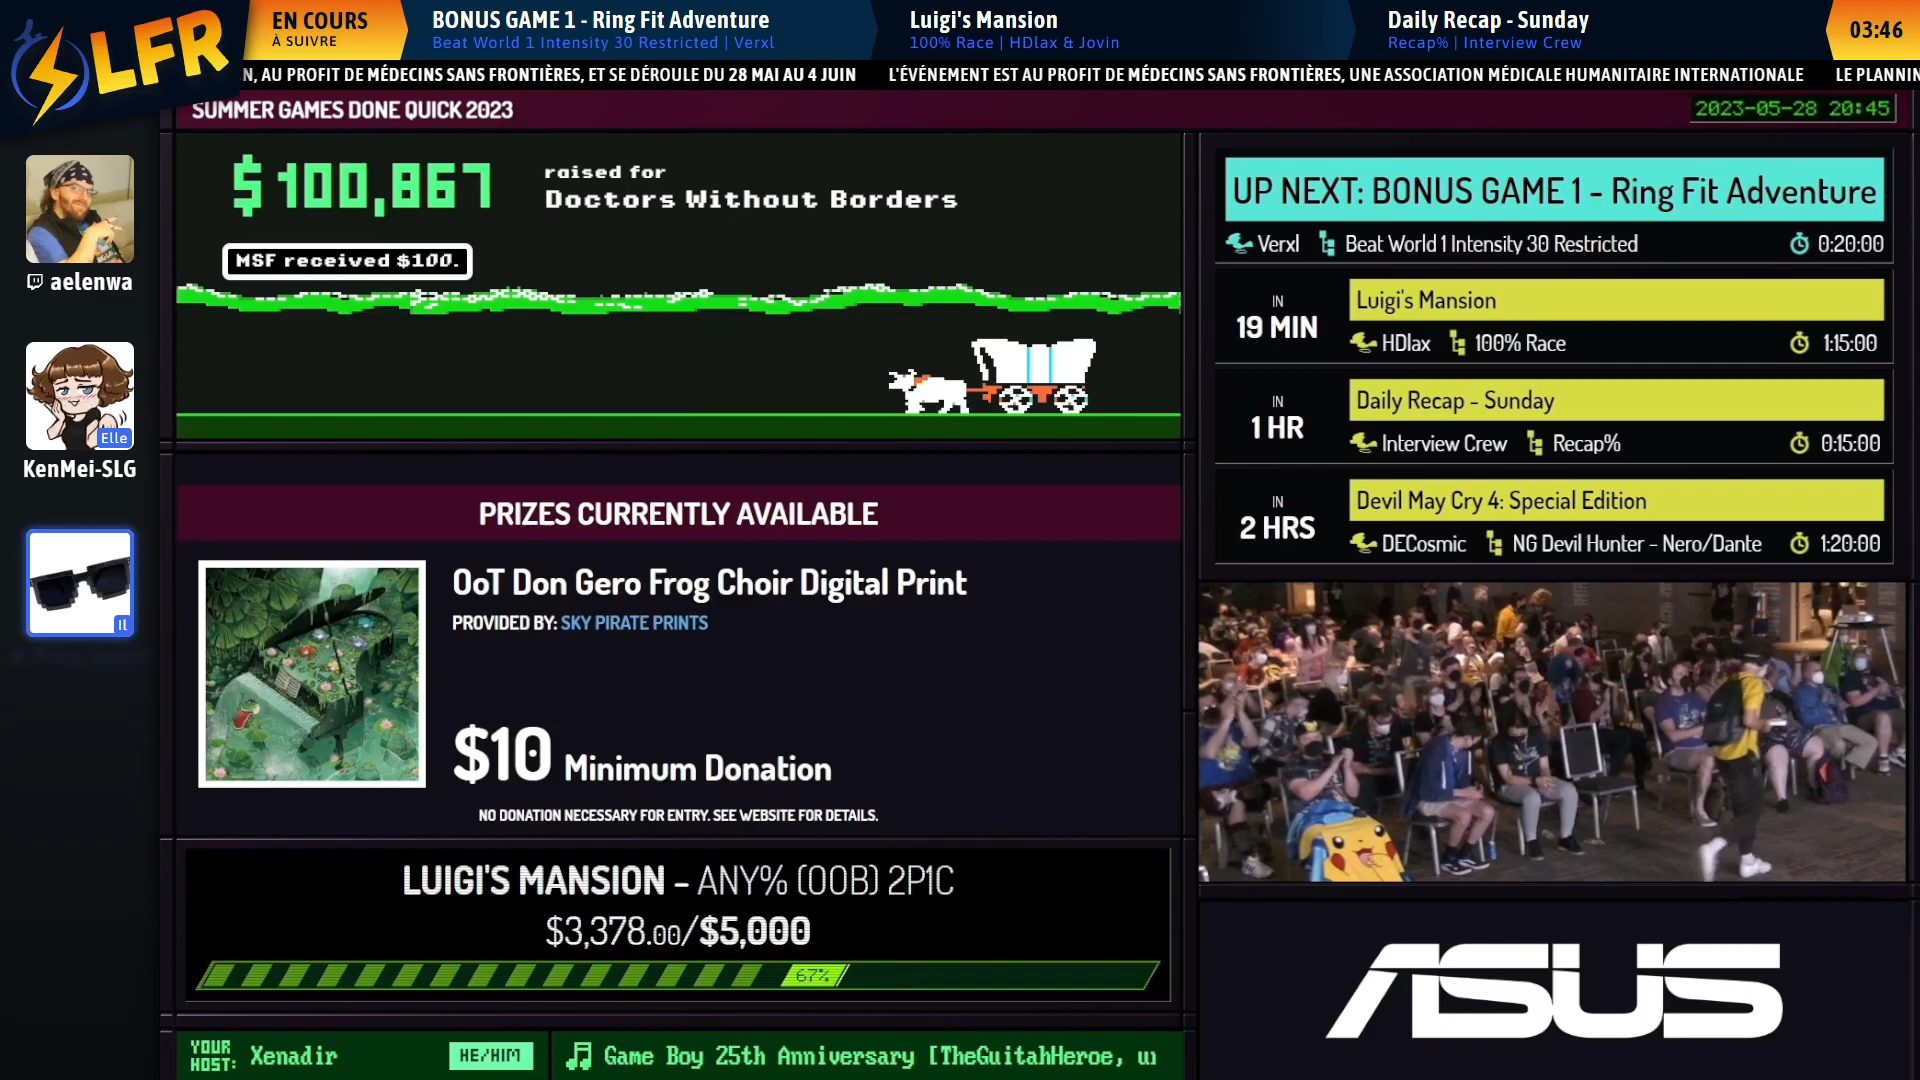 LFR
EN COURS
À SUIVRE
BONUS GAME 1 - Ring Fit Adventure
Beat World 1 Intensity 30 Restricted | Verxl
Luigi's Mansion
100% Race | HDlax & Jovin
Daily Recap - Sunday
Recap% | Interview Crew
03:46
N, AU PROFIT DE MÉDECINS SANS FRONTIÈRES, ET SE DÉROULE DU 28 MAI AU 4 JUIN
L'ÉVÉNEMENT EST AU PROFIT DE MÉDECINS SANS FRONTIÈRES, UNE ASSOCIATION MÉDICALE HUMANITAIRE INTERNATIONALE
LE PLANNIN
SUMMER GAMES DONE QUICK 2023
2023-05-28 20:45
aelenwa
Elle
KenMei-SLG
Il
$100,867
raised for
Doctors Without Borders
MSF received $100.
PRIZES CURRENTLY AVAILABLE
OoT Don Gero Frog Choir Digital Print
PROVIDED BY: SKY PIRATE PRINTS
$10 Minimum Donation
NO DONATION NECESSARY FOR ENTRY. SEE WEBSITE FOR DETAILS.
LUIGI'S MANSION - ANY% (OOB) 2P1C
$3,378.00/$5,000
67%
YOUR HOST: Xenadir
HE/HIM
Game Boy 25th Anniversary [TheGuitahHeroe,
UP NEXT: BONUS GAME 1 - Ring Fit Adventure
Verxl Beat World 1 Intensity 30 Restricted 0:20:00
IN 19 MIN
Luigi's Mansion
HDlax 100% Race 1:15:00
IN 1 HR
Daily Recap - Sunday
Interview Crew Recap% 0:15:00
IN 2 HRS
Devil May Cry 4: Special Edition
DECosmic NG Devil Hunter - Nero/Dante 1:20:00
ASUS